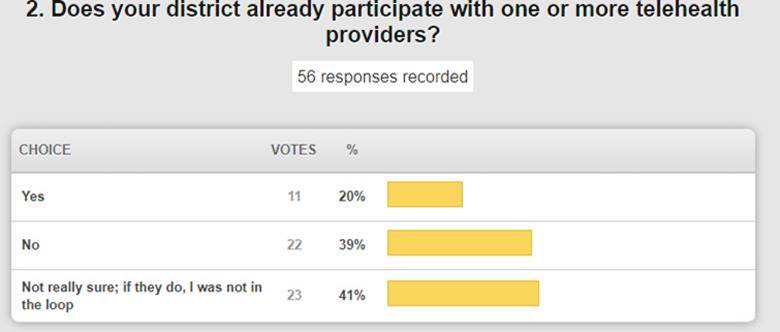 2. Does your district already participate with one or more telehealth
providers?
56 responses recorded
CHOICE VOTES %
Yes 11 20%
No 22 39%
Not really sure; if they do, I was not in
the loop 23 41%